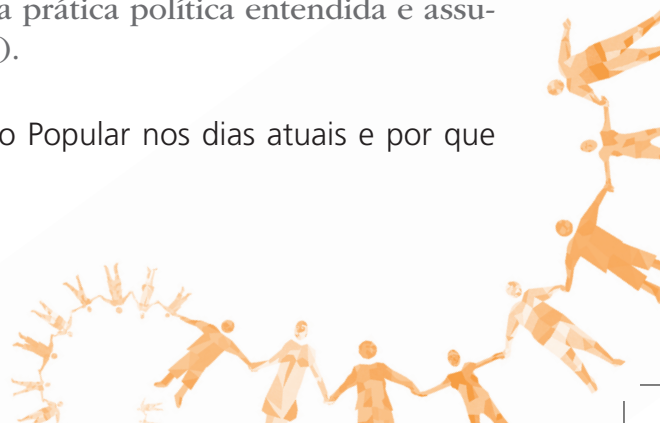 a prática política entendida e assu-
).
o Popular nos dias atuais e por que